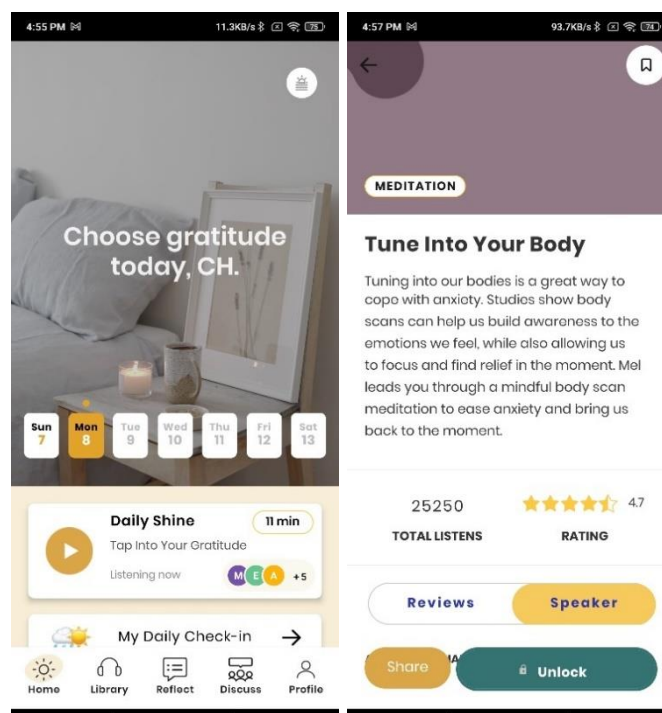 4:55 PM
11.3KB/s
75
Choose gratitude
today, CH.
Sun Mon Tue Wed Thu Fri Sat
7 8 9 10 11 12 13
Daily Shine
11 min
Tap Into Your Gratitude
Listening now
M E A +5
My Daily Check-in
Home Library Reflect Discuss Profile
4:57 PM
93.7KB/s
74
MEDITATION
Tune Into Your Body
Tuning into our bodies is a great way to
cope with anxiety. Studies show body
scans can help us build awareness to the
emotions we feel, while also allowing us
to focus and find relief in the moment. Mel
leads you through a mindful body scan
meditation to ease anxiety and bring us
back to the moment.
25250
4.7
TOTAL LISTENS
RATING
Reviews
Speaker
Share
Unlock